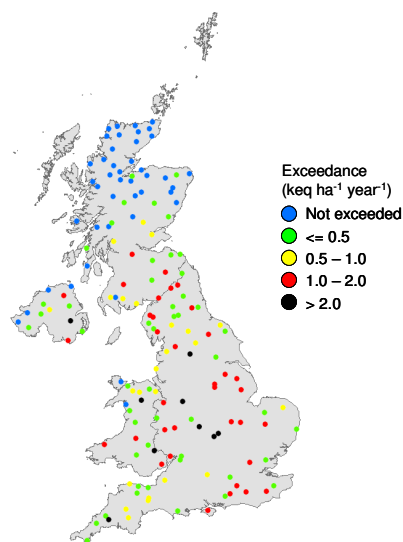 Exceedance
(keq ha⁻¹ year⁻¹)
Not exceeded
<= 0.5
0.5 – 1.0
1.0 – 2.0
> 2.0